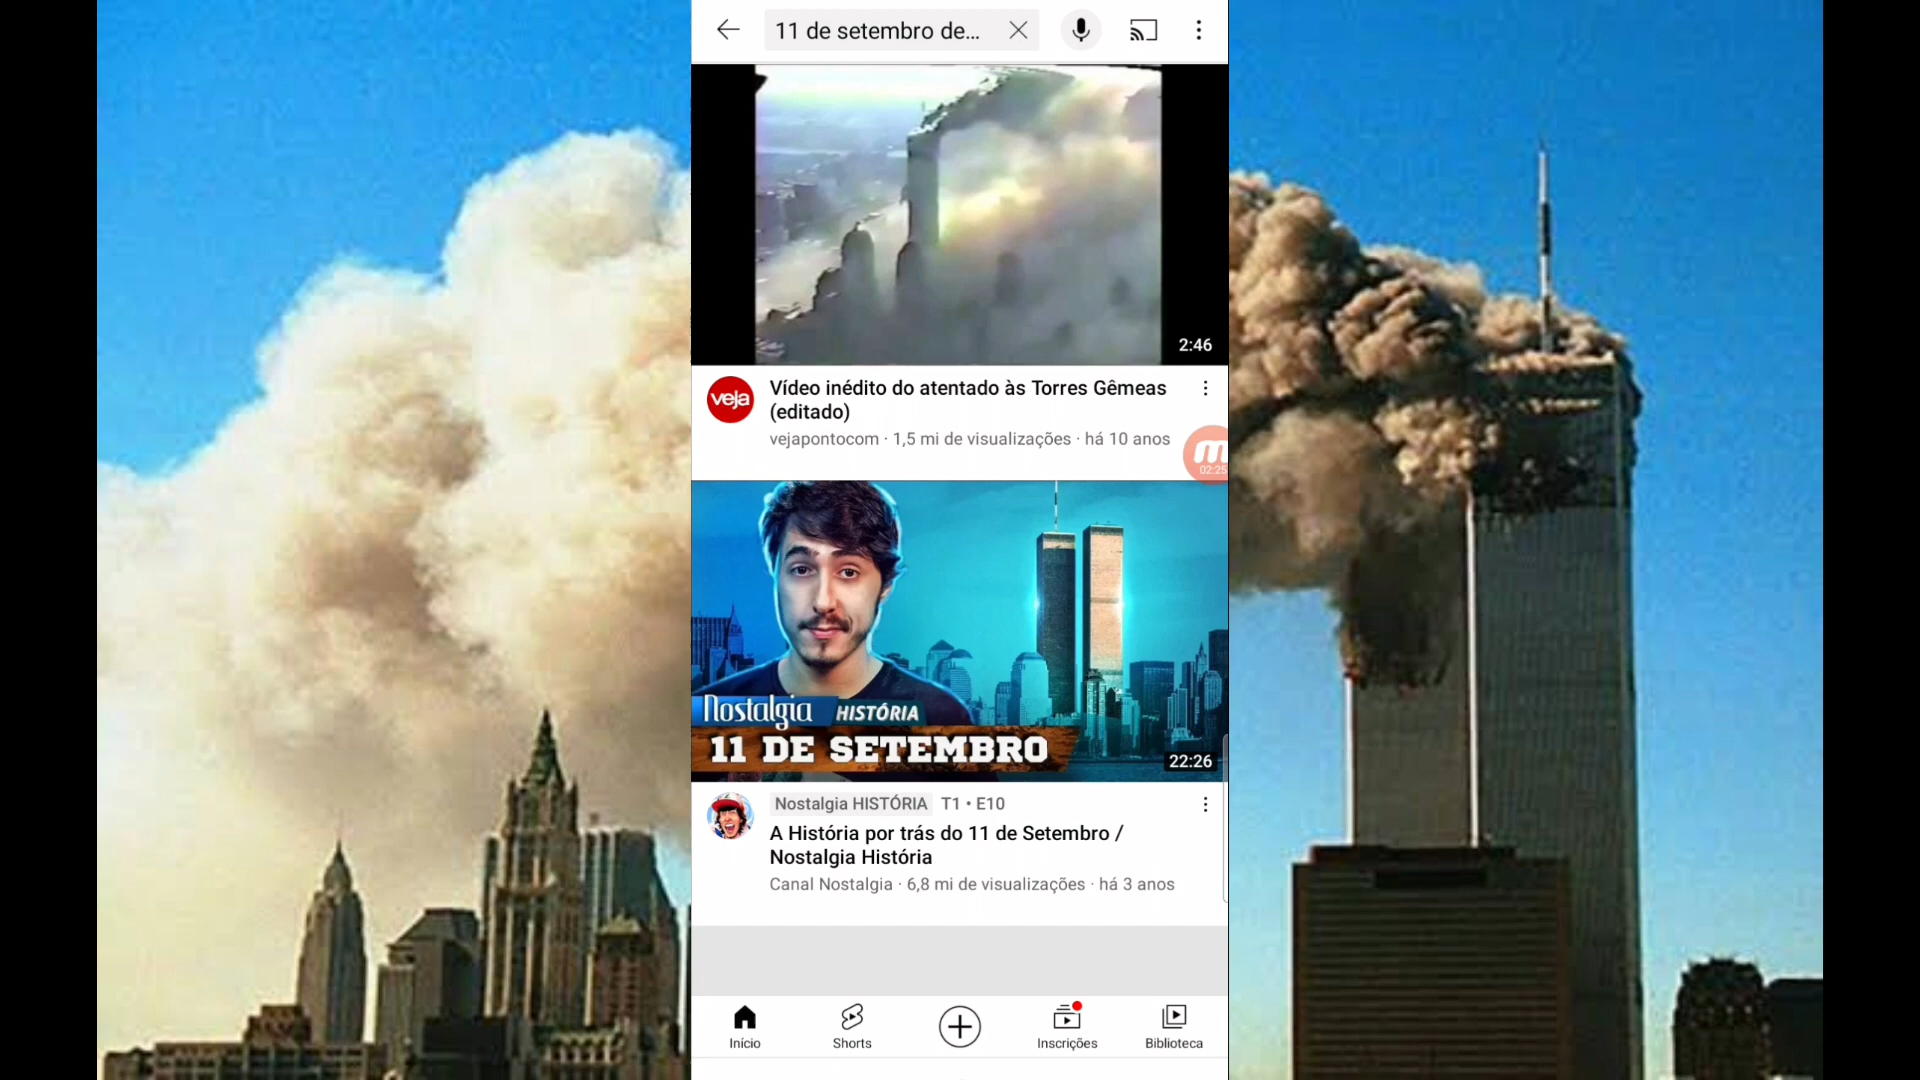 11 de setembro de...
2:46
veja
Vídeo inédito do atentado às Torres Gêmeas
(editado)
vejapontocom · 1,5 mi de visualizações · há 10 anos
m
02:25
Nostalgia HISTÓRIA
11 DE SETEMBRO
22:26
Nostalgia HISTÓRIA T1 • E10
A História por trás do 11 de Setembro /
Nostalgia História
Canal Nostalgia · 6,8 mi de visualizações · há 3 anos
Início
Shorts
Inscrições
Biblioteca